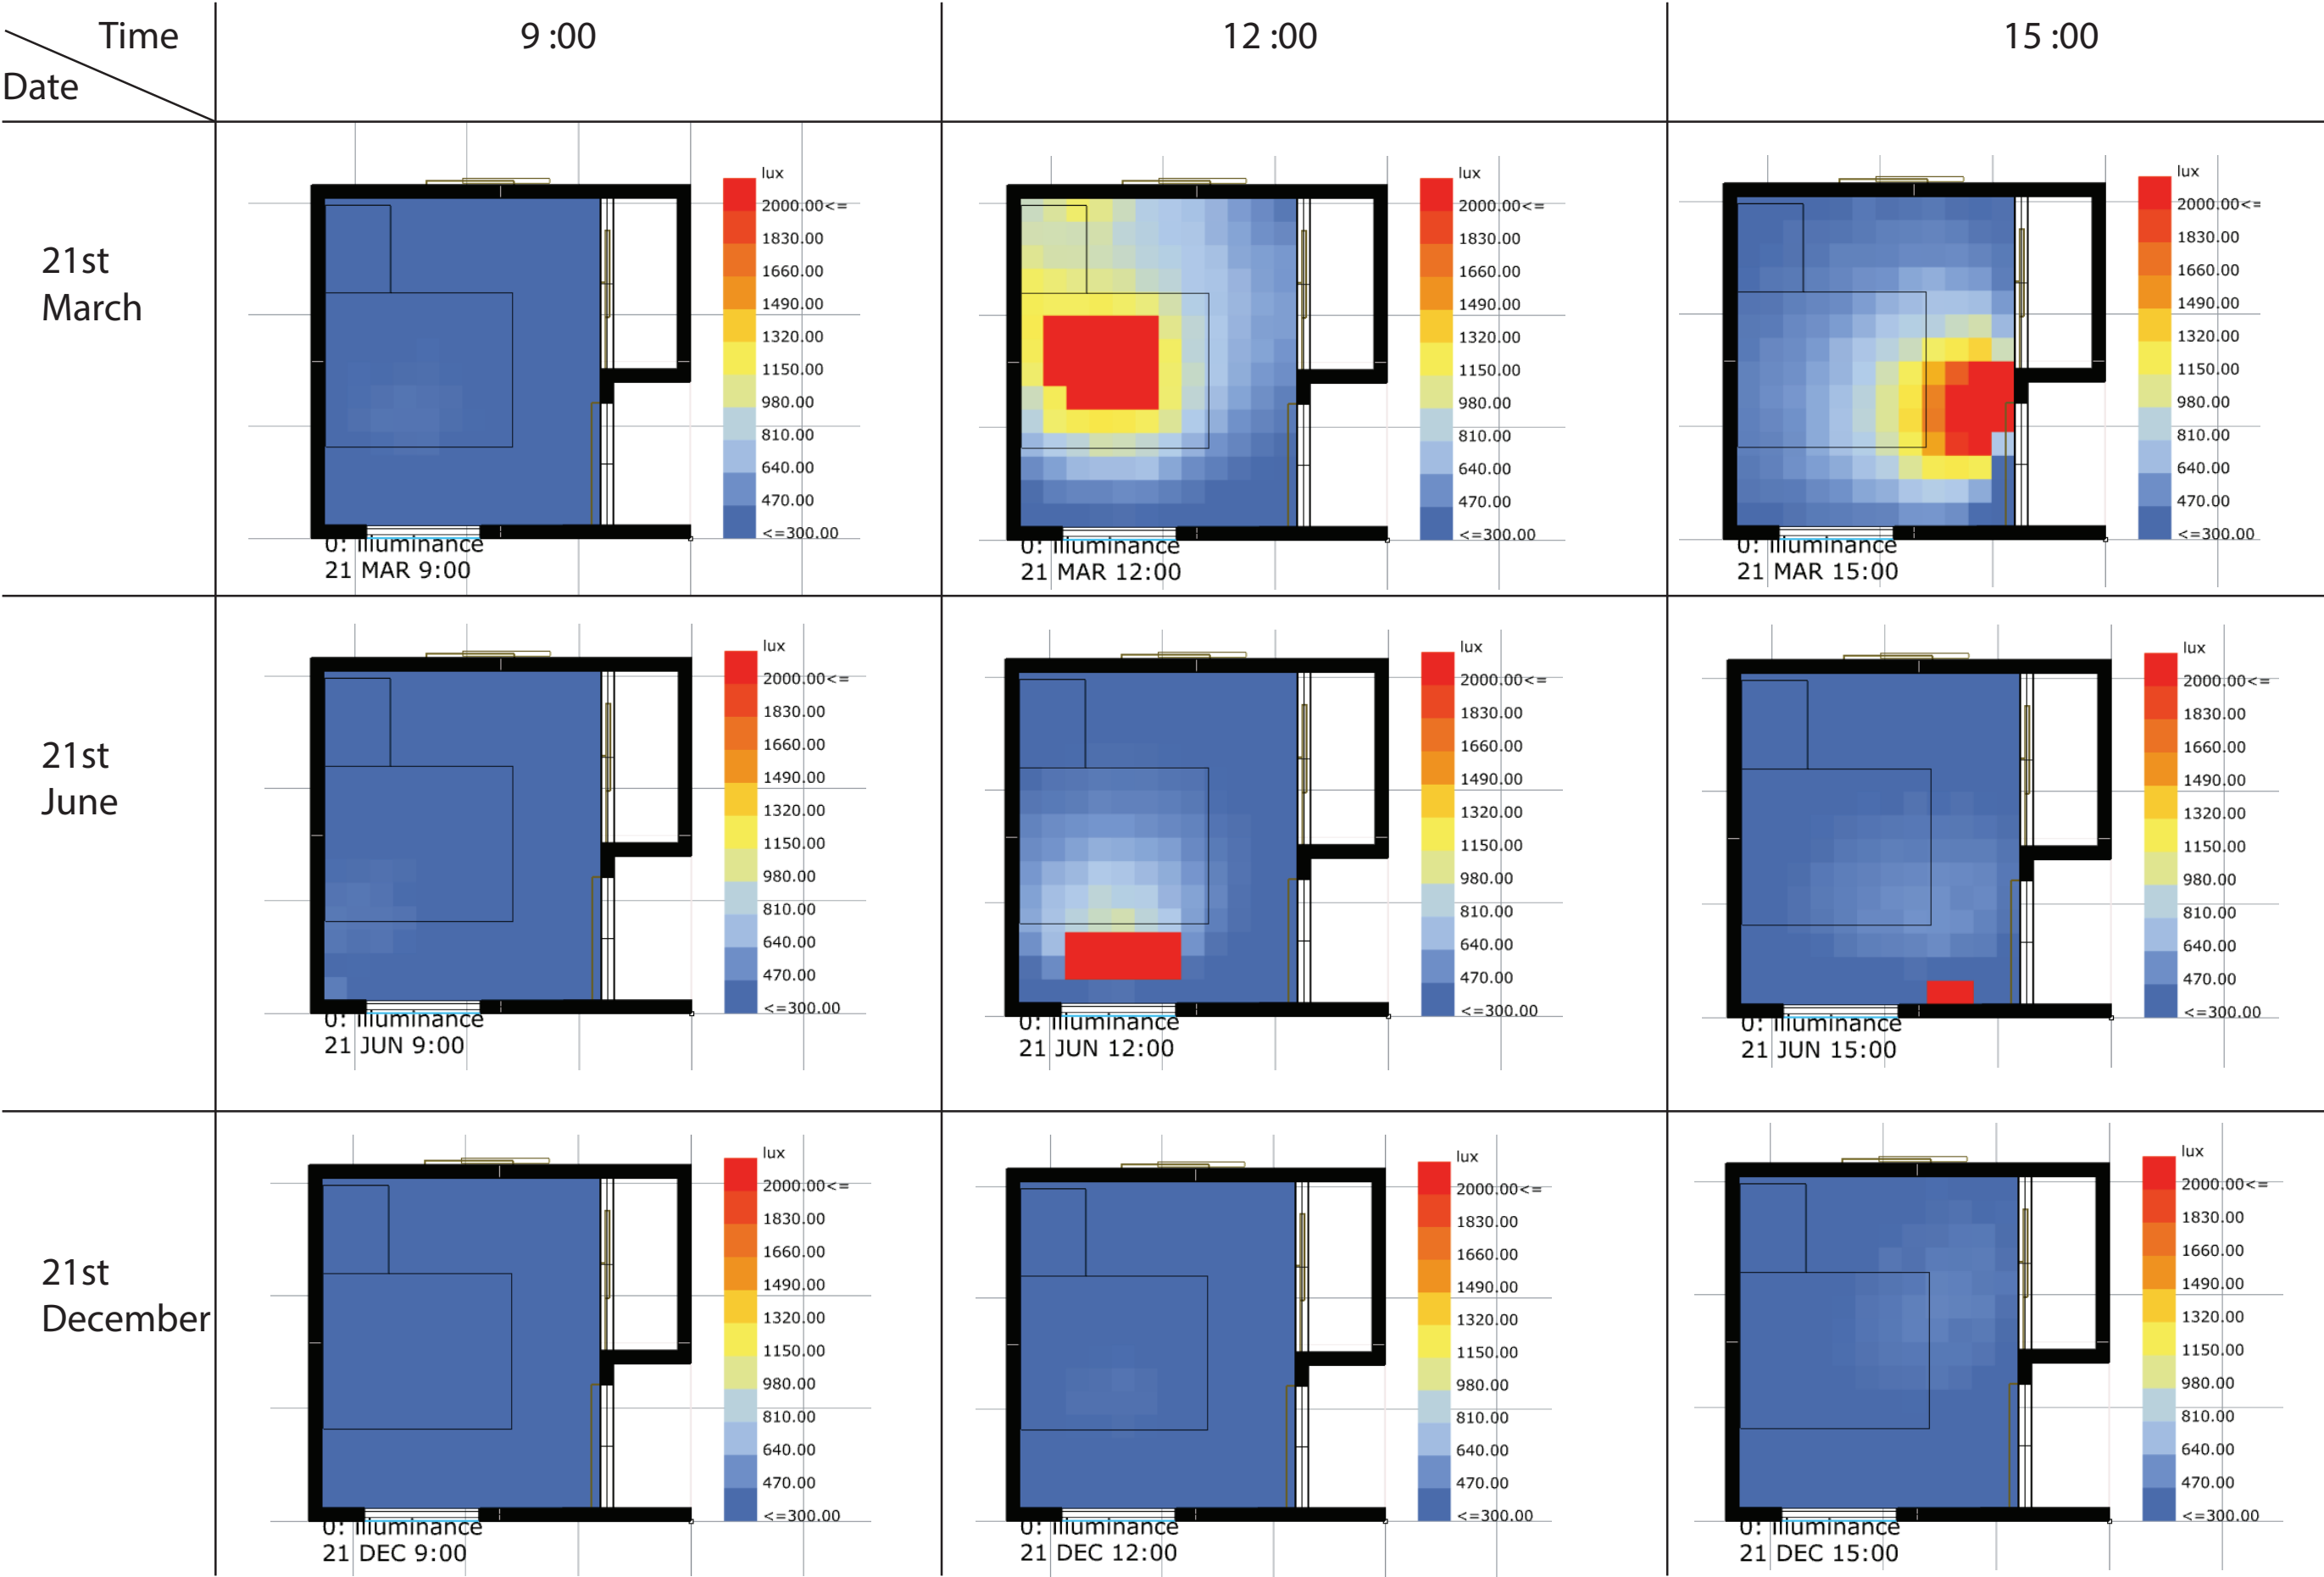 Time
9 :00
12 :00
15 :00
Date
21st
March
lux
2000.00<=
1830.00
1660.00
1490.00
1320.00
1150.00
980.00
810.00
640.00
470.00
<=300.00
0: Illuminance
21 MAR 9:00
lux
2000.00<=
1830.00
1660.00
1490.00
1320.00
1150.00
980.00
810.00
640.00
470.00
<=300.00
0: Illuminance
21 MAR 12:00
lux
2000.00<=
1830.00
1660.00
1490.00
1320.00
1150.00
980.00
810.00
640.00
470.00
<=300.00
0: Illuminance
21 MAR 15:00
21st
June
lux
2000.00<=
1830.00
1660.00
1490.00
1320.00
1150.00
980.00
810.00
640.00
470.00
<=300.00
0: Illuminance
21 JUN 9:00
lux
2000.00<=
1830.00
1660.00
1490.00
1320.00
1150.00
980.00
810.00
640.00
470.00
<=300.00
0: Illuminance
21 JUN 12:00
lux
2000.00<=
1830.00
1660.00
1490.00
1320.00
1150.00
980.00
810.00
640.00
470.00
<=300.00
0: Illuminance
21 JUN 15:00
21st
December
lux
2000.00<=
1830.00
1660.00
1490.00
1320.00
1150.00
980.00
810.00
640.00
470.00
<=300.00
0: Illuminance
21 DEC 9:00
lux
2000.00<=
1830.00
1660.00
1490.00
1320.00
1150.00
980.00
810.00
640.00
470.00
<=300.00
0: Illuminance
21 DEC 12:00
lux
2000.00<=
1830.00
1660.00
1490.00
1320.00
1150.00
980.00
810.00
640.00
470.00
<=300.00
0: Illuminance
21 DEC 15:00